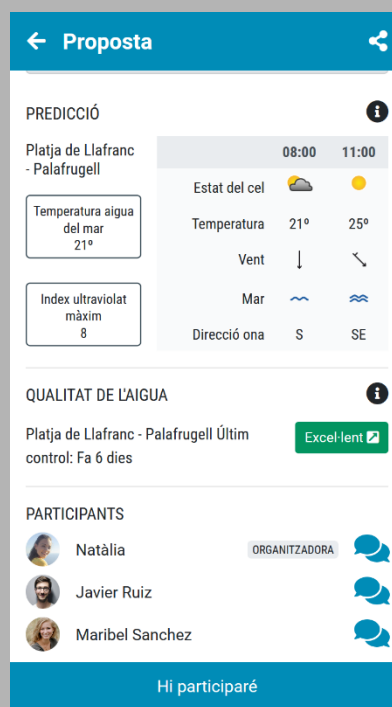 Proposta
PREDICCIÓ
Platja de Llafranc
- Palafrugell
08:00 11:00
Estat del cel
Temperatura aigua
del mar
21º
Temperatura 21º 25º
Vent
Index ultraviolat
màxim
8
Mar
Direcció ona S SE
QUALITAT DE L'AIGUA
Platja de Llafranc - Palafrugell Últim
control: Fa 6 dies
Excel·lent
PARTICIPANTS
Natàlia ORGANITZADORA
Javier Ruiz
Maribel Sanchez
Hi participaré